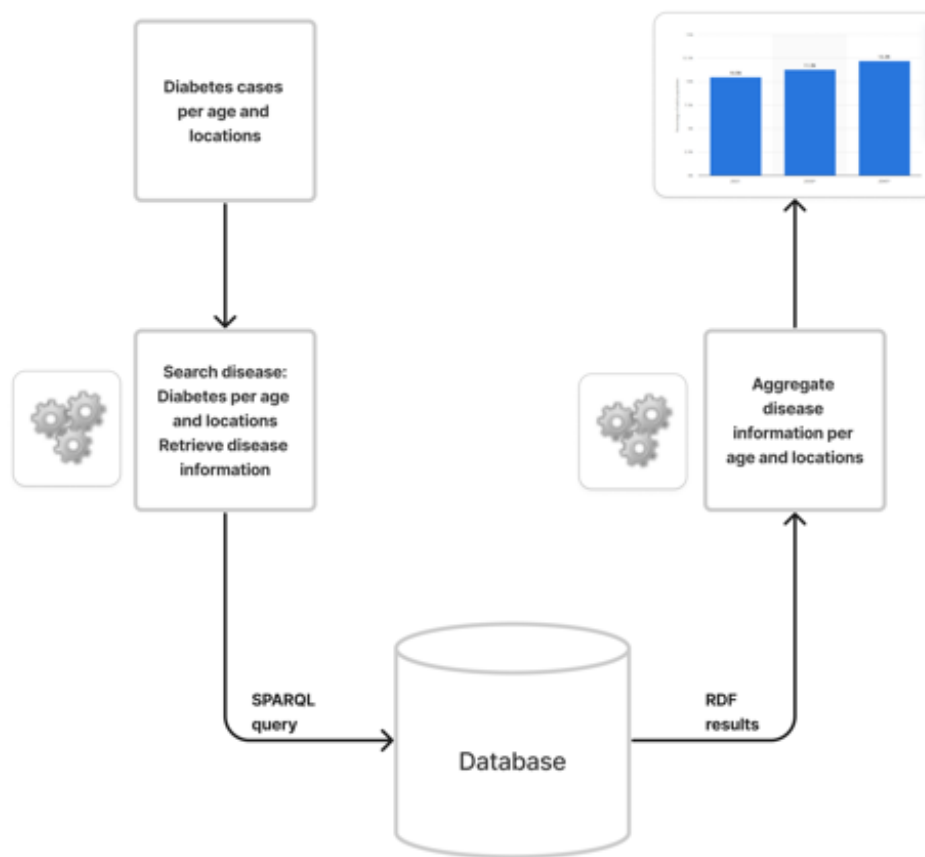 Diabetes cases
per age and
locations
Search disease:
Diabetes per age
and locations
Retrieve disease
information
Aggregate
disease
information per
age and locations
SPARQL
query
RDF
results
Database